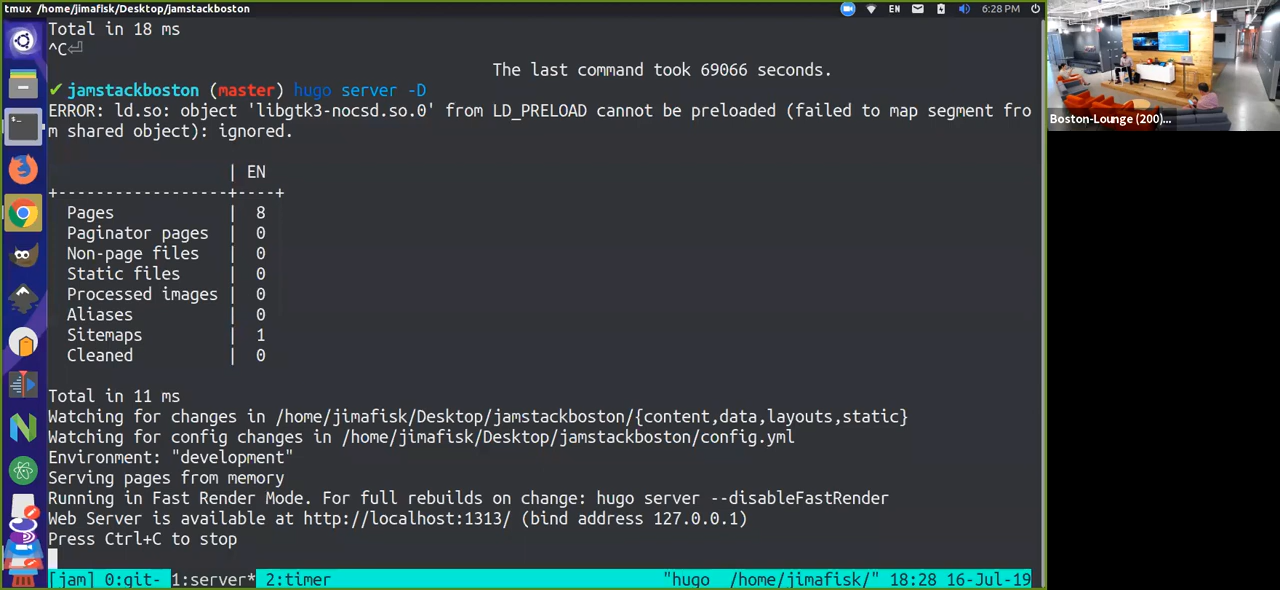 tmux /home/jimafisk/Desktop/jamstackboston
EN 6:28 PM
Total in 18 ms
^C⏎
The last command took 69066 seconds.
✔ jamstackboston (master) hugo server -D
ERROR: ld.so: object 'libgtk3-nocsd.so.0' from LD_PRELOAD cannot be preloaded (failed to map segment fro
m shared object): ignored.
| EN
+------------------+----+
Pages | 8
Paginator pages | 0
Non-page files | 0
Static files | 0
Processed images | 0
Aliases | 0
Sitemaps | 1
Cleaned | 0
Total in 11 ms
Watching for changes in /home/jimafisk/Desktop/jamstackboston/{content,data,layouts,static}
Watching for config changes in /home/jimafisk/Desktop/jamstackboston/config.yml
Environment: "development"
Serving pages from memory
Running in Fast Render Mode. For full rebuilds on change: hugo server --disableFastRender
Web Server is available at http://localhost:1313/ (bind address 127.0.0.1)
Press Ctrl+C to stop
[jam] 0:git- 1:server* 2:timer "hugo /home/jimafisk/" 18:28 16-Jul-19
Boston-Lounge (200)...